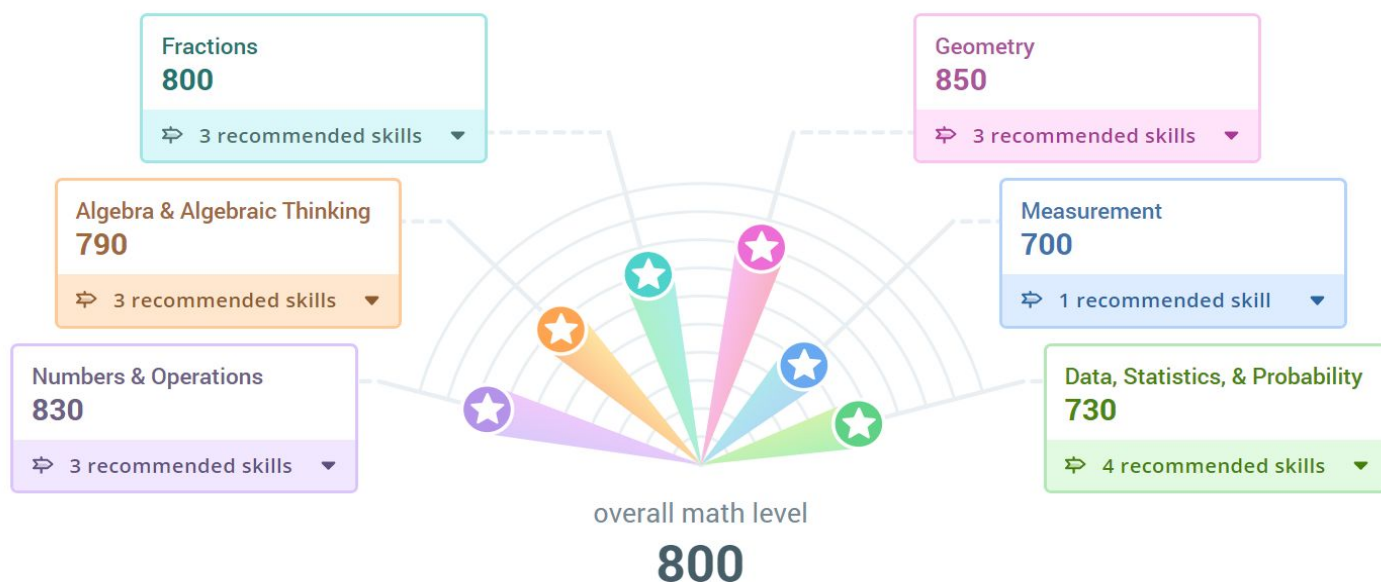 Fractions
800
3 recommended skills
Geometry
850
3 recommended skills
Algebra & Algebraic Thinking
790
3 recommended skills
Measurement
700
1 recommended skill
Numbers & Operations
830
3 recommended skills
Data, Statistics, & Probability
730
4 recommended skills
overall math level
800